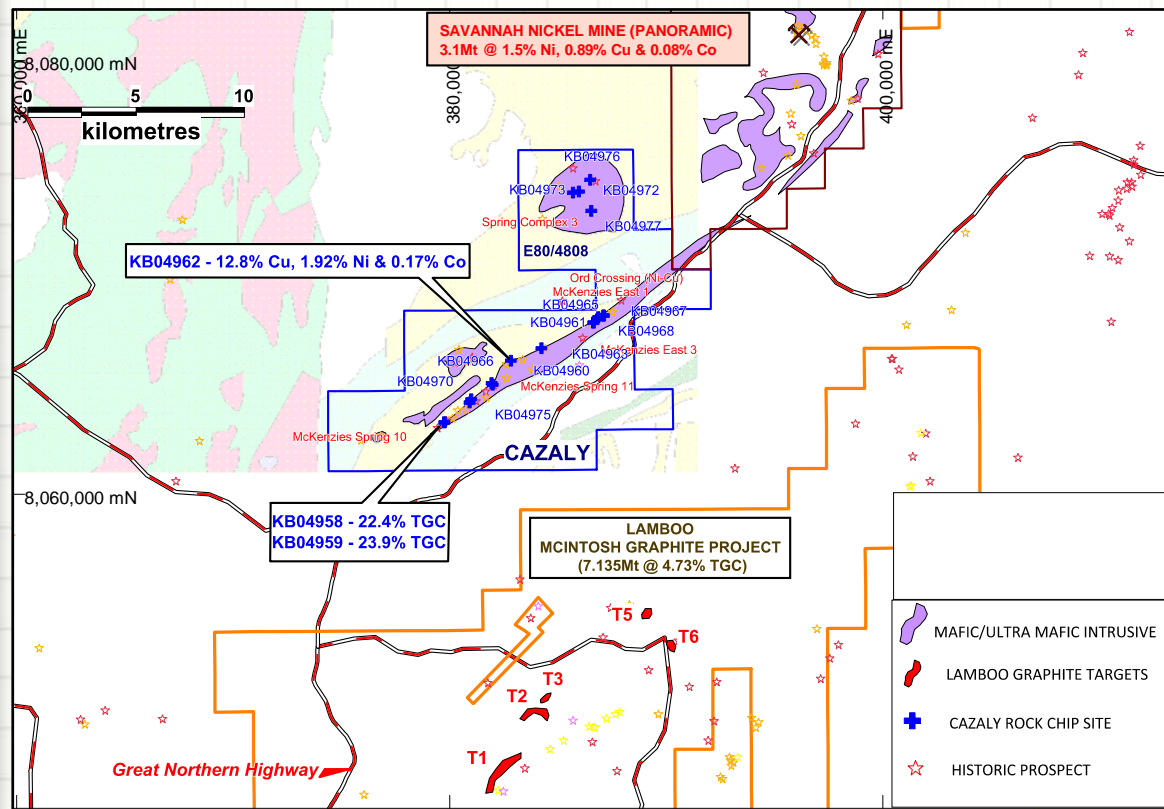 SAVANNAH NICKEL MINE (PANORAMIC)
3.1Mt @ 1.5% Ni, 0.89% Cu & 0.08% Co
8,080,000 mN
380,000
400,000 mE
0 5 10
kilometres
KB04976
KB04973
KB04972
Spring Complex 3
KB04977
E80/4808
KB04962 - 12.8% Cu, 1.92% Ni & 0.17% Co
Ord Crossing (Ni-Cu)
McKenzies East 1
KB04965
KB04967
KB04961
KB04968
KB04963
McKenzies East 3
KB04966
KB04960
KB04970
McKenzies Spring 11
KB04975
McKenzies Spring 10
CAZALY
8,060,000 mN
KB04958 - 22.4% TGC
KB04959 - 23.9% TGC
LAMBOO
MCINTOSH GRAPHITE PROJECT
(7.135Mt @ 4.73% TGC)
T5
T6
T3
T2
T1
Great Northern Highway
MAFIC/ULTRA MAFIC INTRUSIVE
LAMBOO GRAPHITE TARGETS
CAZALY ROCK CHIP SITE
HISTORIC PROSPECT